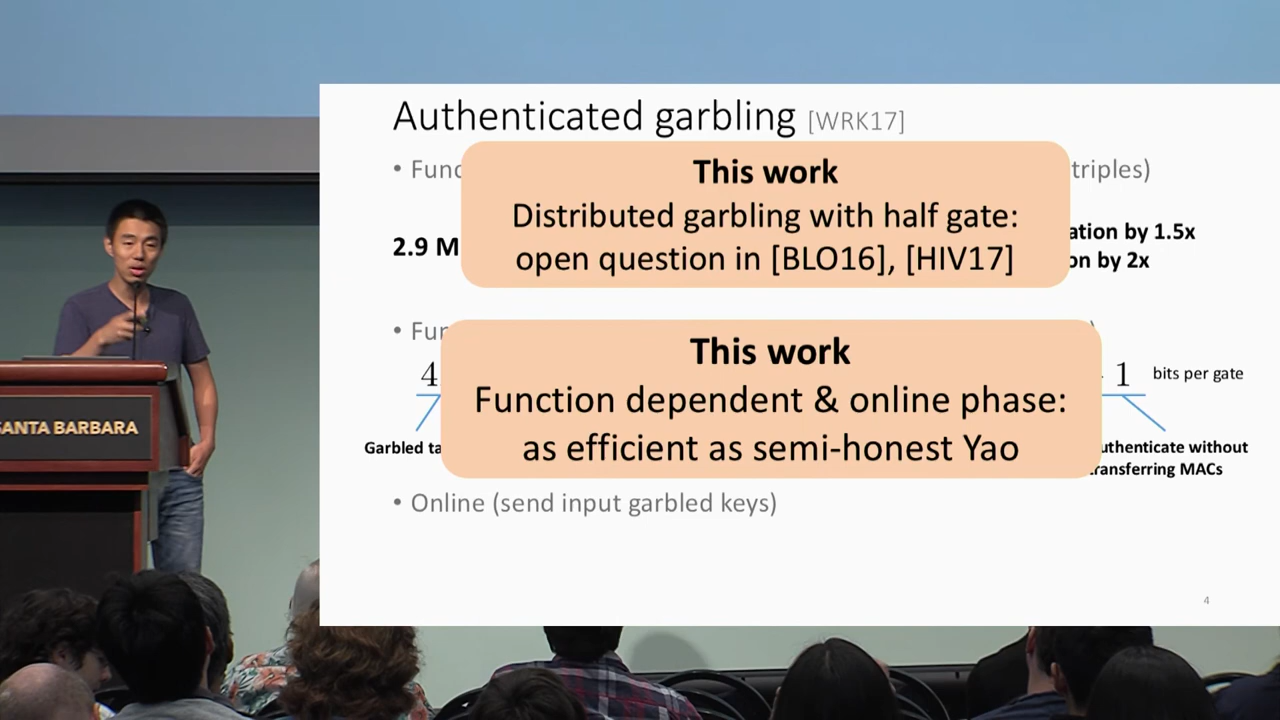 Authenticated garbling [WRK17]
• Func
triples)
This work
Distributed garbling with half gate:
open question in [BLO16], [HIV17]
2.9 M
ation by 1.5x
on by 2x
• Fun
This work
Function dependent & online phase:
as efficient as semi-honest Yao
4
1 bits per gate
Garbled ta
uthenticate without
ransferring MACs
• Online (send input garbled keys)
4
ANTA BARBARA